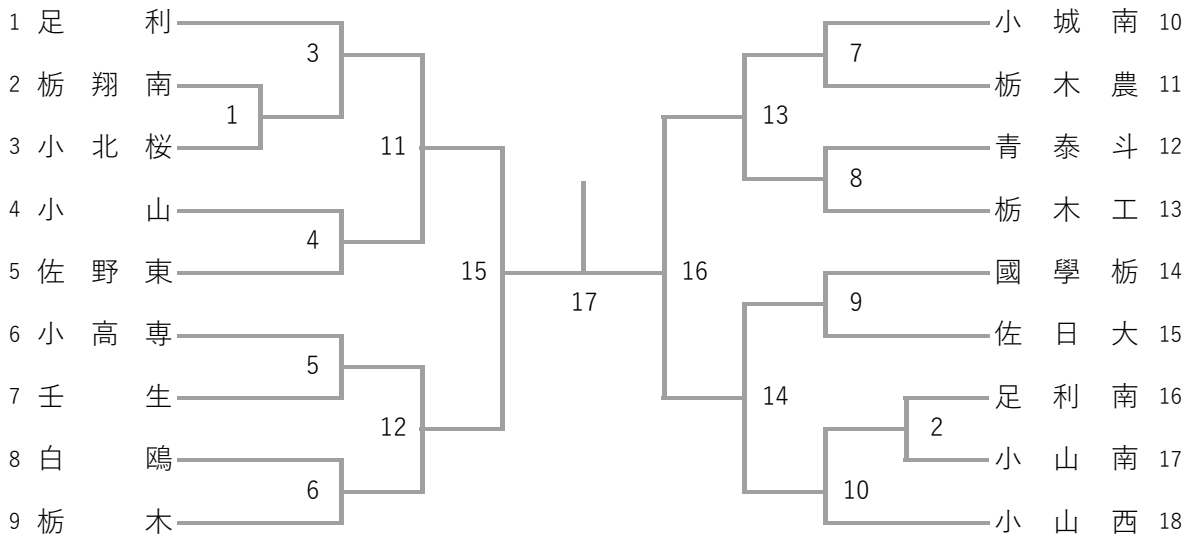 1 足 利
2 栃 翔 南
3 小 北 桜
4 小 山
5 佐 野 東
6 小 高 専
7 壬 生
8 白 鴎
9 栃 木
3
1
11
4
15
5
12
6
17
小 城 南 10
栃 木 農 11
青 泰 斗 12
栃 木 工 13
國 學 栃 14
佐 日 大 15
足 利 南 16
小 山 南 17
小 山 西 18
7
13
8
16
9
14
2
10